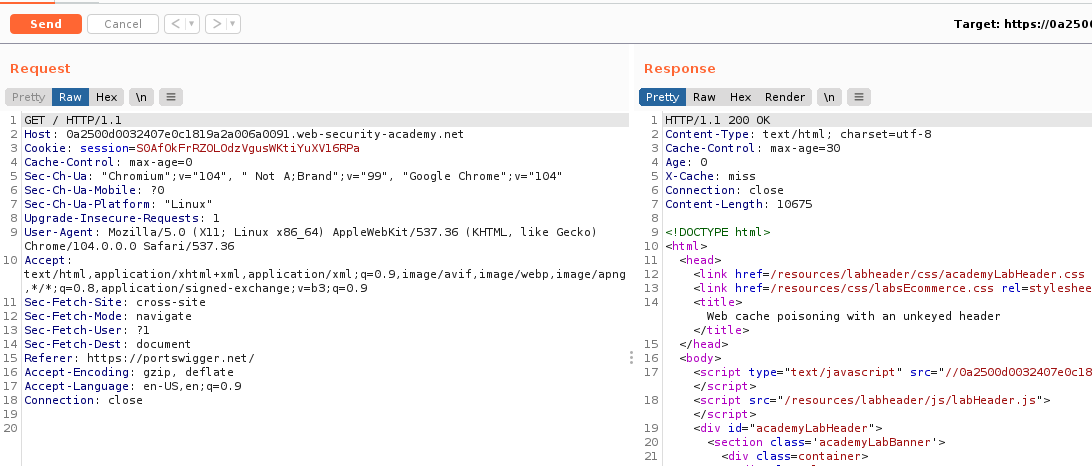 Send Cancel < ▾ > ▾ Target: https://0a250
Request
Pretty Raw Hex \n ≡
1 GET / HTTP/1.1
2 Host: 0a2500d0032407e0c1819a2a006a0091.web-security-academy.net
3 Cookie: session=S0AfOkFrRZOLOdzVgusWKtiYuXV16RPa
4 Cache-Control: max-age=0
5 Sec-Ch-Ua: "Chromium";v="104", " Not A;Brand";v="99", "Google Chrome";v="104"
6 Sec-Ch-Ua-Mobile: ?0
7 Sec-Ch-Ua-Platform: "Linux"
8 Upgrade-Insecure-Requests: 1
9 User-Agent: Mozilla/5.0 (X11; Linux x86_64) AppleWebKit/537.36 (KHTML, like Gecko)
Chrome/104.0.0.0 Safari/537.36
10 Accept:
text/html,application/xhtml+xml,application/xml;q=0.9,image/avif,image/webp,image/apng
,*/*;q=0.8,application/signed-exchange;v=b3;q=0.9
11 Sec-Fetch-Site: cross-site
12 Sec-Fetch-Mode: navigate
13 Sec-Fetch-User: ?1
14 Sec-Fetch-Dest: document
15 Referer: https://portswigger.net/
16 Accept-Encoding: gzip, deflate
17 Accept-Language: en-US,en;q=0.9
18 Connection: close
19
20
Response
Pretty Raw Hex Render \n ≡
1 HTTP/1.1 200 OK
2 Content-Type: text/html; charset=utf-8
3 Cache-Control: max-age=30
4 Age: 0
5 X-Cache: miss
6 Connection: close
7 Content-Length: 10675
8
9 <!DOCTYPE html>
10 <html>
11 <head>
12 <link href=/resources/labheader/css/academyLabHeader.css
13 <link href=/resources/css/labsEcommerce.css rel=styleshe
14 <title>
Web cache poisoning with an unkeyed header
</title>
15 </head>
16 <body>
17 <script type="text/javascript" src="//0a2500d0032407e0c18
</script>
18 <script src="/resources/labheader/js/labHeader.js">
</script>
19 <div id="academyLabHeader">
20 <section class='academyLabBanner'>
21 <div class=container>